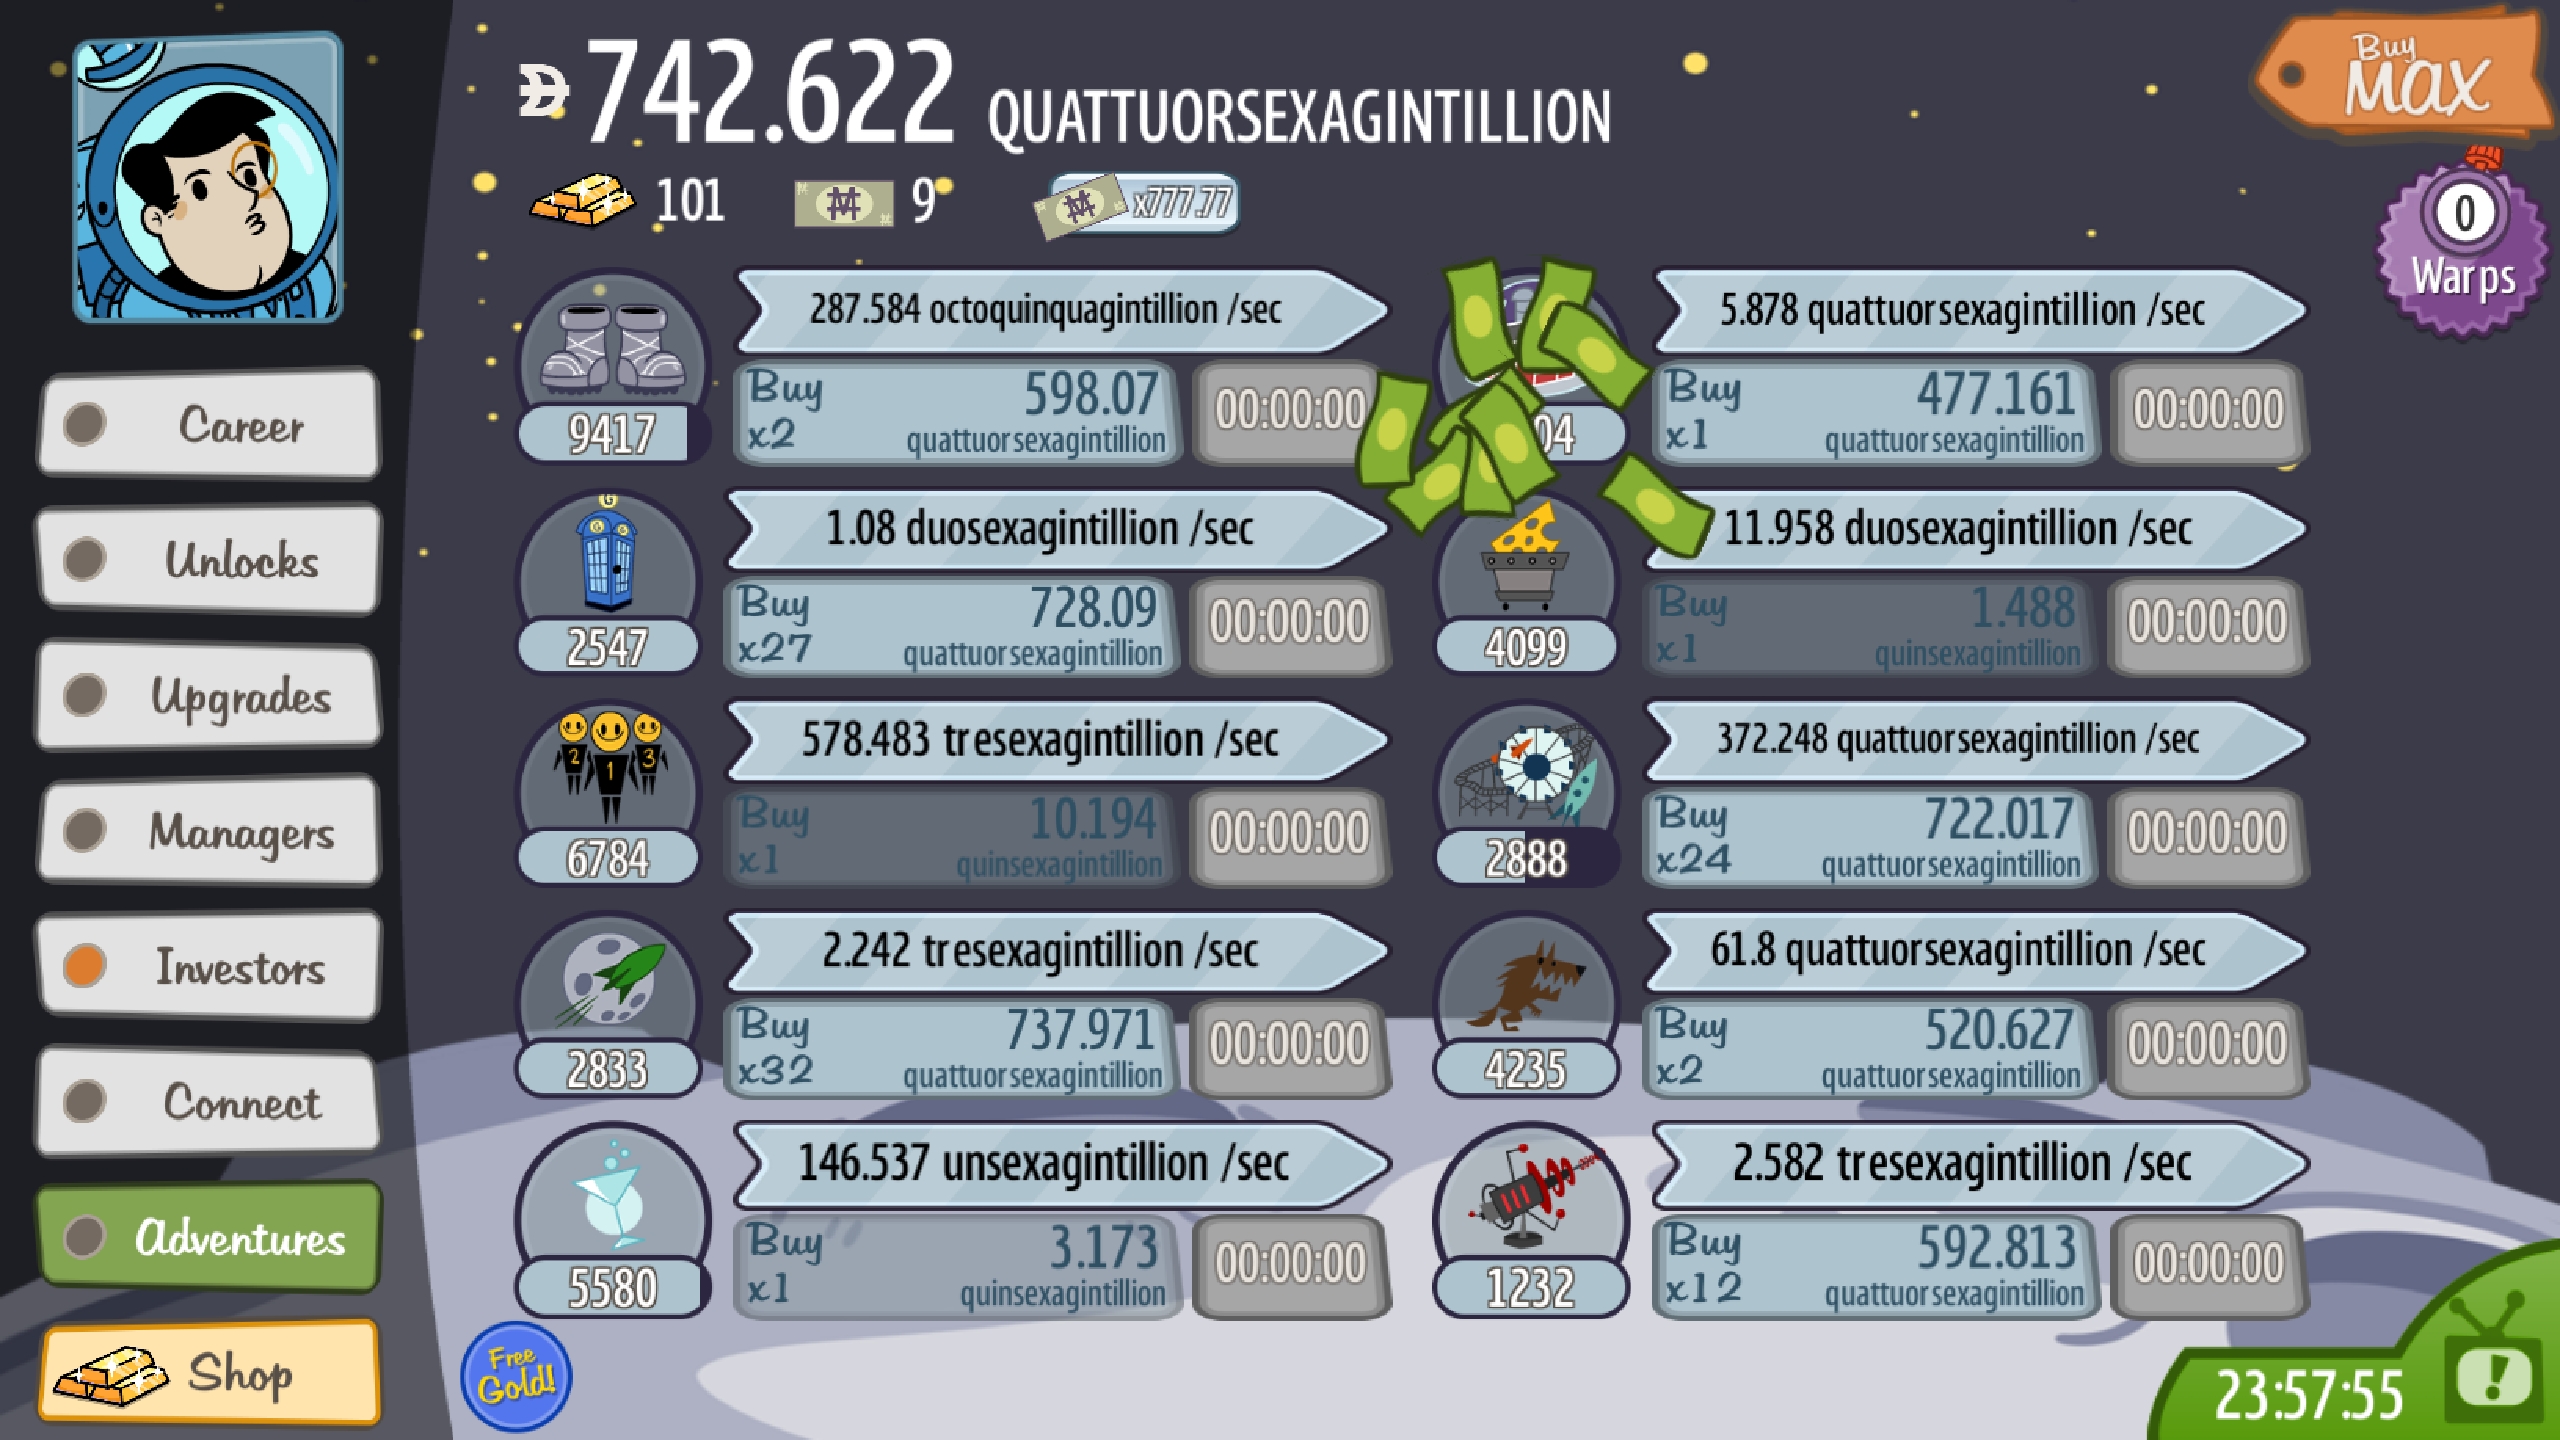 742.622 QUATTUORSEXAGINTILLION
Buy
MAX
101 9 x777.77
0
Warps
Career
Unlocks
Upgrades
Managers
Investors
Connect
Adventures
Shop
287.584 octoquinquagintillion /sec
Buy 598.07
x2 quattuorsexagintillion
00:00:00
9417
5.878 quattuorsexagintillion /sec
Buy 477.161
x1 quattuorsexagintillion
00:00:00
G
G G
1.08 duosexagintillion /sec
Buy 728.09
x27 quattuorsexagintillion
00:00:00
2547
11.958 duosexagintillion /sec
Buy 1.488
x1 quinsexagintillion
00:00:00
4099
2 1 3
578.483 tresexagintillion /sec
Buy 10.194
x1 quinsexagintillion
00:00:00
6784
372.248 quattuorsexagintillion /sec
Buy 722.017
x24 quattuorsexagintillion
00:00:00
2888
2.242 tresexagintillion /sec
Buy 737.971
x32 quattuorsexagintillion
00:00:00
2833
61.8 quattuorsexagintillion /sec
Buy 520.627
x2 quattuorsexagintillion
00:00:00
4235
146.537 unsexagintillion /sec
Buy 3.173
x1 quinsexagintillion
00:00:00
5580
2.582 tresexagintillion /sec
Buy 592.813
x12 quattuorsexagintillion
00:00:00
1232
Free
Gold!
23:57:55
!